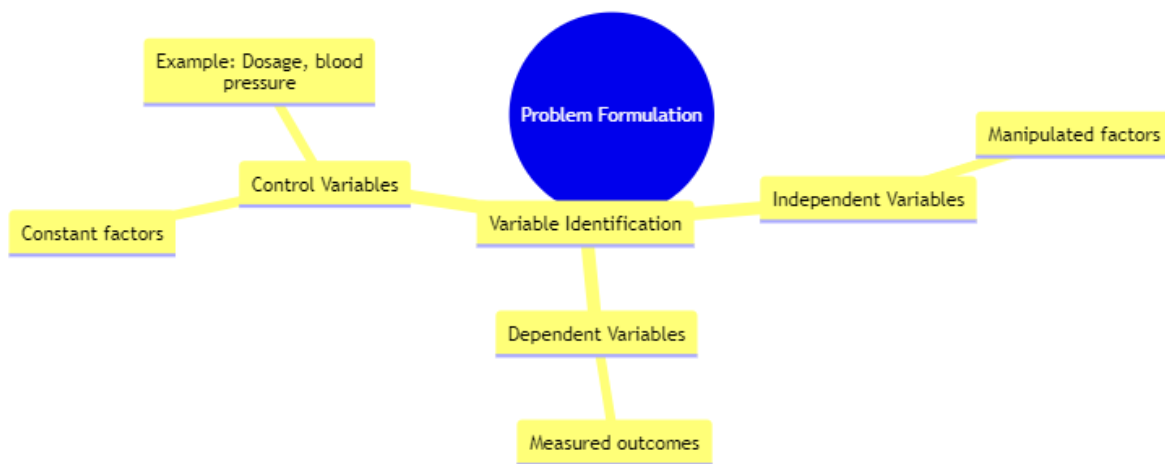 Example: Dosage, blood
pressure
Problem Formulation
Manipulated factors
Control Variables
Independent Variables
Constant factors
Variable Identification
Dependent Variables
Measured outcomes